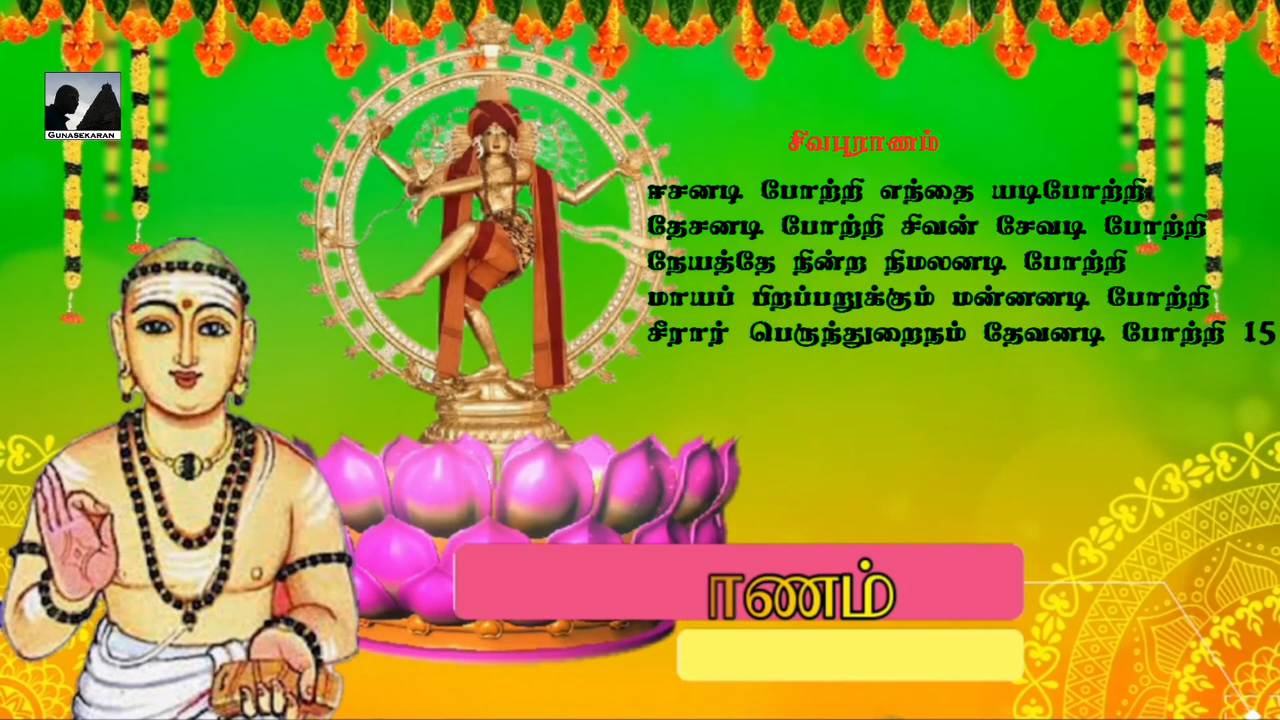 GUNASEKARAN
சிவபுராணம்
ஈசனடி போற்றி எந்தை யடிபோற்றி
தேசனடி போற்றி சிவன் சேவடி போற்றி
நேயத்தே நின்ற நிமலனடி போற்றி
மாயப் பிறப்பறுக்கும் மன்னனடி போற்றி
சீரார் பெருந்துறைநம் தேவனடி போற்றி 15
ாணம்